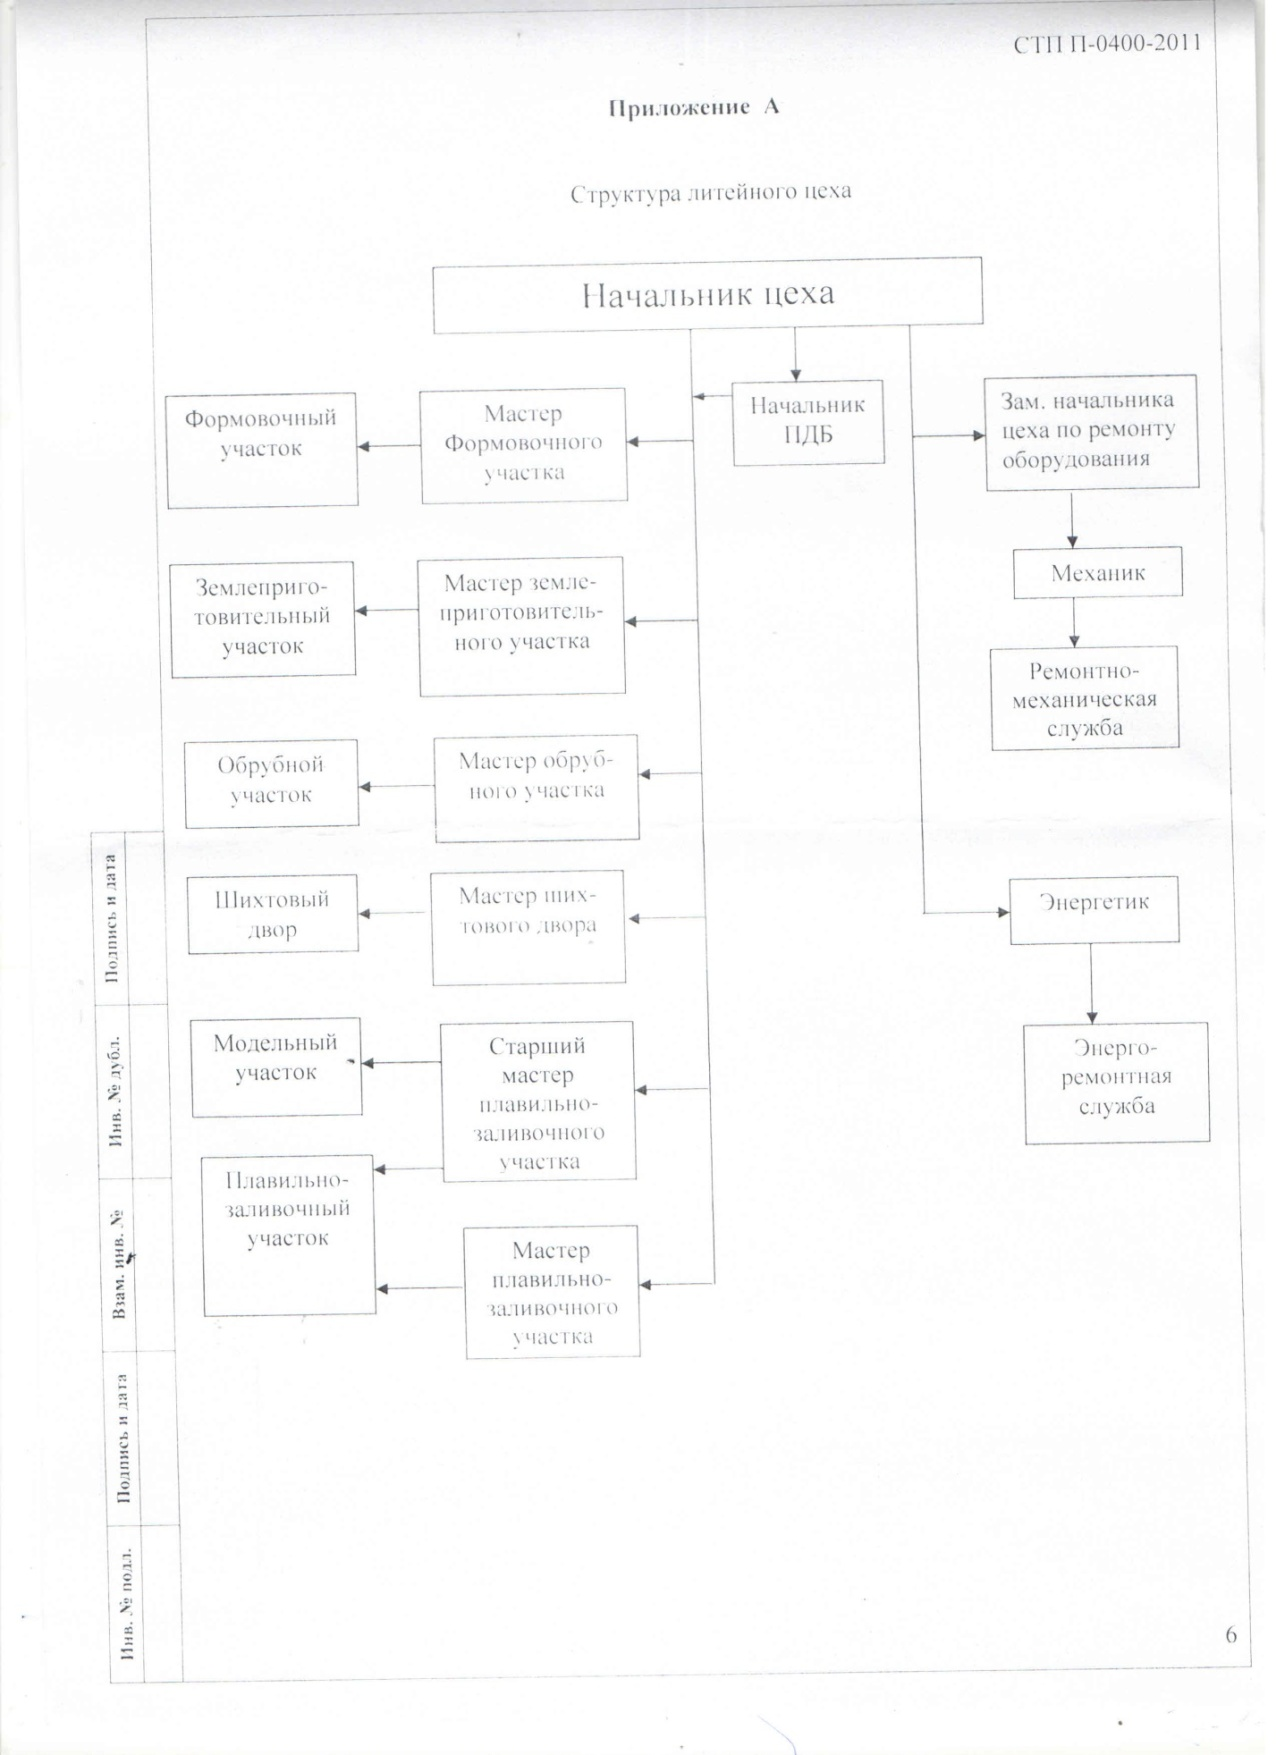 СТП П-0400-2011
Приложение А
Структура литейного цеха
Начальник цеха
Формовочный
участок
Мастер
Формовочного
участка
Начальник
ПДБ
Зам. начальника
цеха по ремонту
оборудования
Механик
Ремонтно-
механическая
служба
Землеприго-
товительный
участок
Мастер земле-
приготовитель-
ного участка
Обрубной
участок
Мастер обруб-
ного участка
Шихтовый
двор
Мастер ших-
тового двора
Энергетик
Энерго-
ремонтная
служба
Модельный
участок
Старший
мастер
плавильно-
заливочного
участка
Плавильно-
заливочный
участок
Мастер
плавильно-
заливочного
участка
Подпись и дата
Инв. № дубл.
Взам. инв. №
Подпись и дата
Инв. № подл.
6